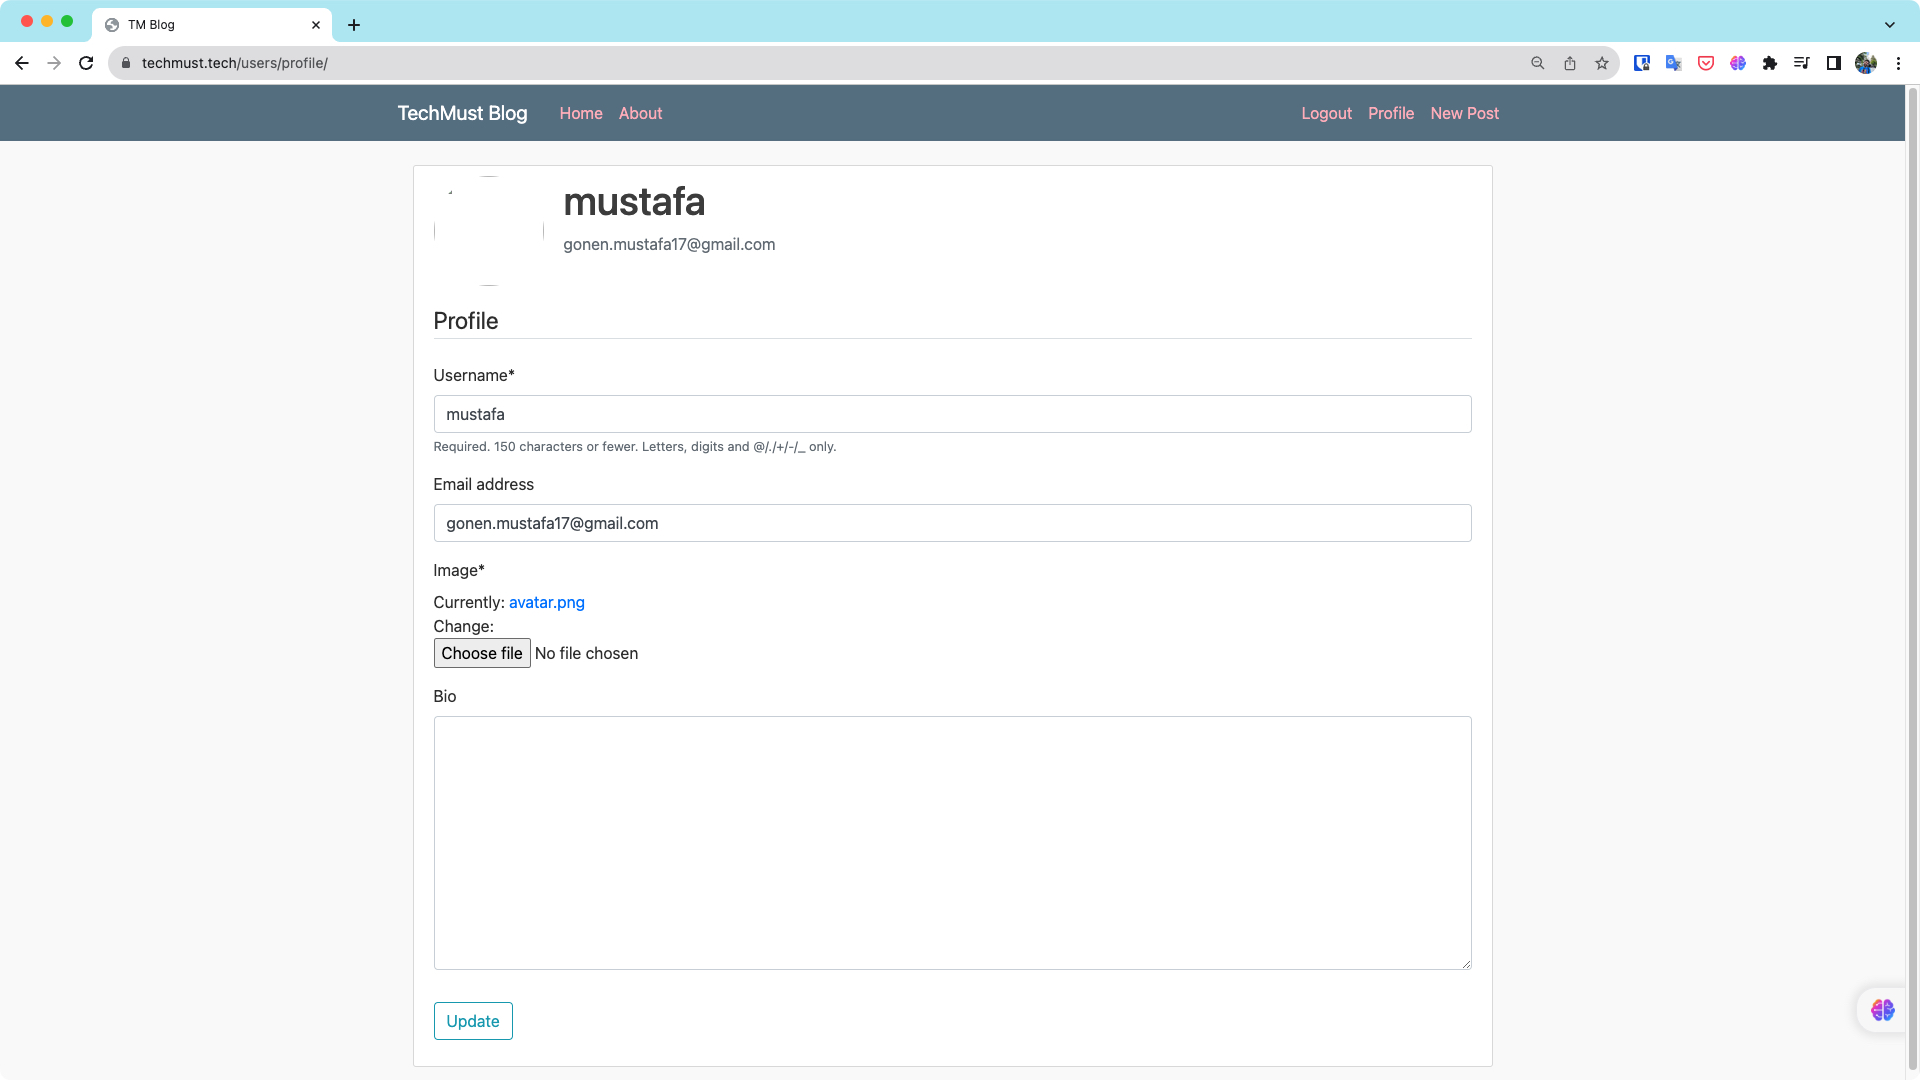 TM Blog
techmust.tech/users/profile/
TechMust Blog Home About Logout Profile New Post
mustafa
gonen.mustafa17@gmail.com
Profile
Username*
mustafa
Required. 150 characters or fewer. Letters, digits and @/./+/-/_ only.
Email address
gonen.mustafa17@gmail.com
Image*
Currently: avatar.png
Change:
Choose file No file chosen
Bio
Update